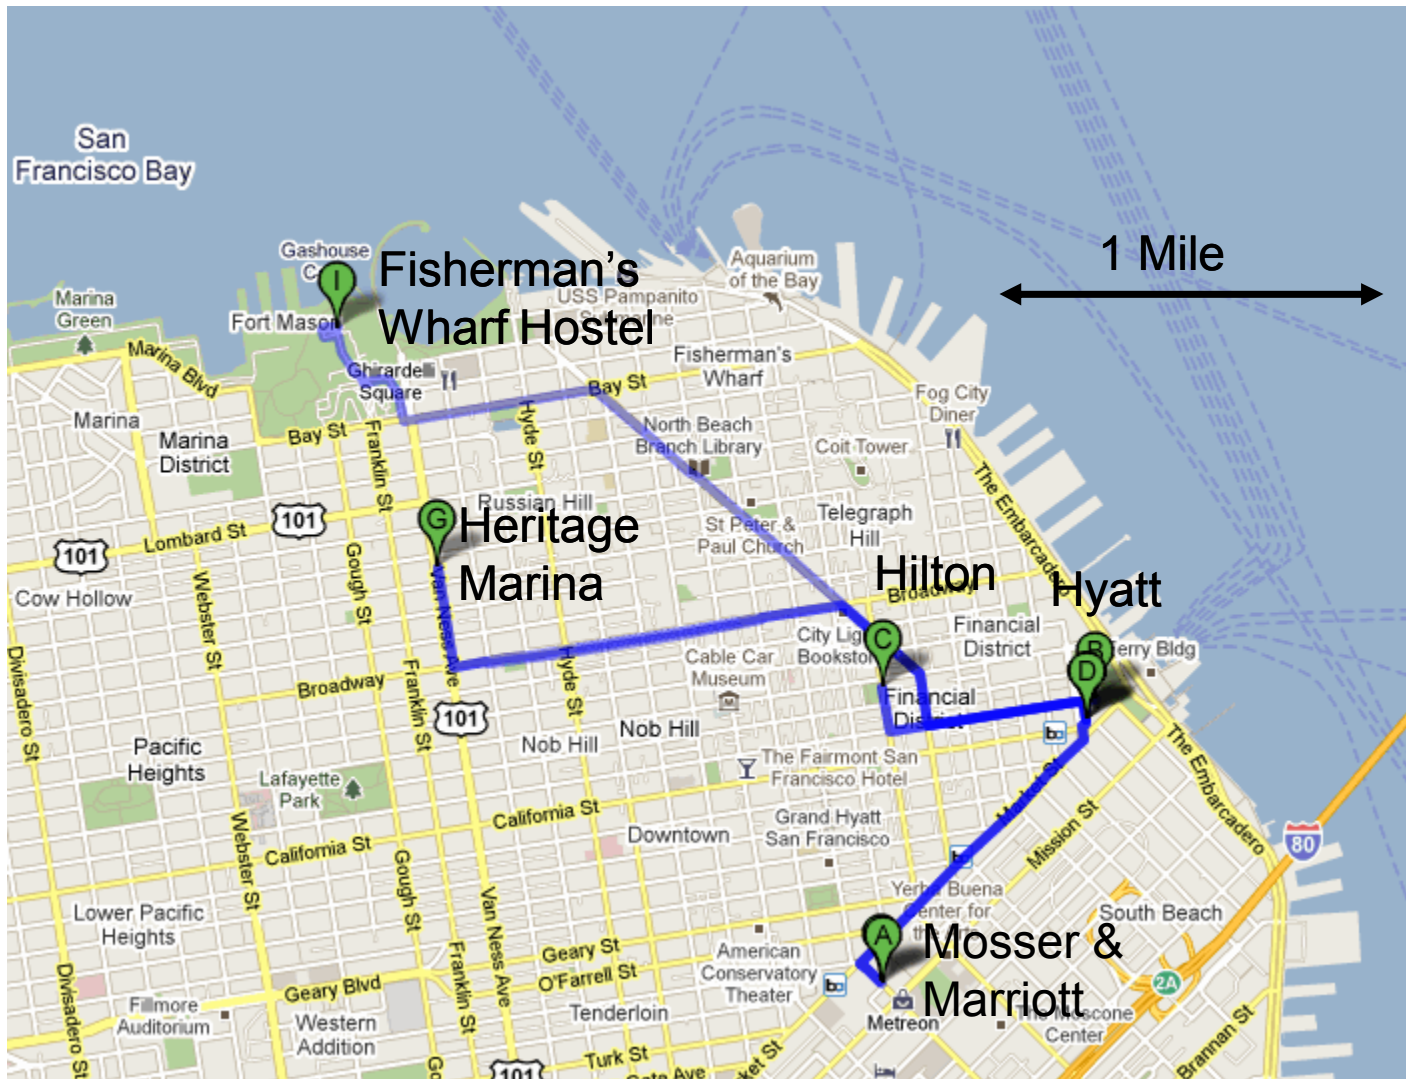 San
Francisco Bay
1 Mile
Gashouse
Fisherman's
Wharf Hostel
I
Aquarium
of the Bay
Marina
Green
USS Pampanito
Fort Mason
Marina Blvd
Ghirardelli
Square
Fisherman's
Wharf
Bay St
Fog City
Diner
Marina
Marina
District
Bay St
Franklin St
Hyde St
North Beach
Branch Library
Coit Tower
The Embarcadero
Russian Hill
G
Heritage
Marina
101
Lombard St
101
St Peter &
Paul Church
Telegraph
Hill
Hilton
Hyatt
Broadway
Cow Hollow
Webster St
Gough St
Van Ness Ave
City Lig
Bookstor
C
Financial
District
B
Ferry Bldg
D
Divisadero St
Broadway
Franklin St
Hyde St
Cable Car
Museum
Financial
District
101
Nob Hill
Nob Hill
Pacific
Heights
The Fairmont San
Francisco Hotel
Market St
The Embarcadero
Lafayette
Park
California St
Grand Hyatt
San Francisco
Mission St
80
Downtown
California St
Webster St
Gough St
Van Ness Ave
Yerba Buena
Center for
the Arts
South Beach
Lower Pacific
Heights
A
Mosser &
Marriott
Geary St
O'Farrell St
American
Conservatory
Theater
2A
Divisadero St
Franklin St
Geary Blvd
Fillmore
Auditorium
Western
Addition
Tenderloin
Metreon
The Moscone
Center
Brannan St
Turk St
101